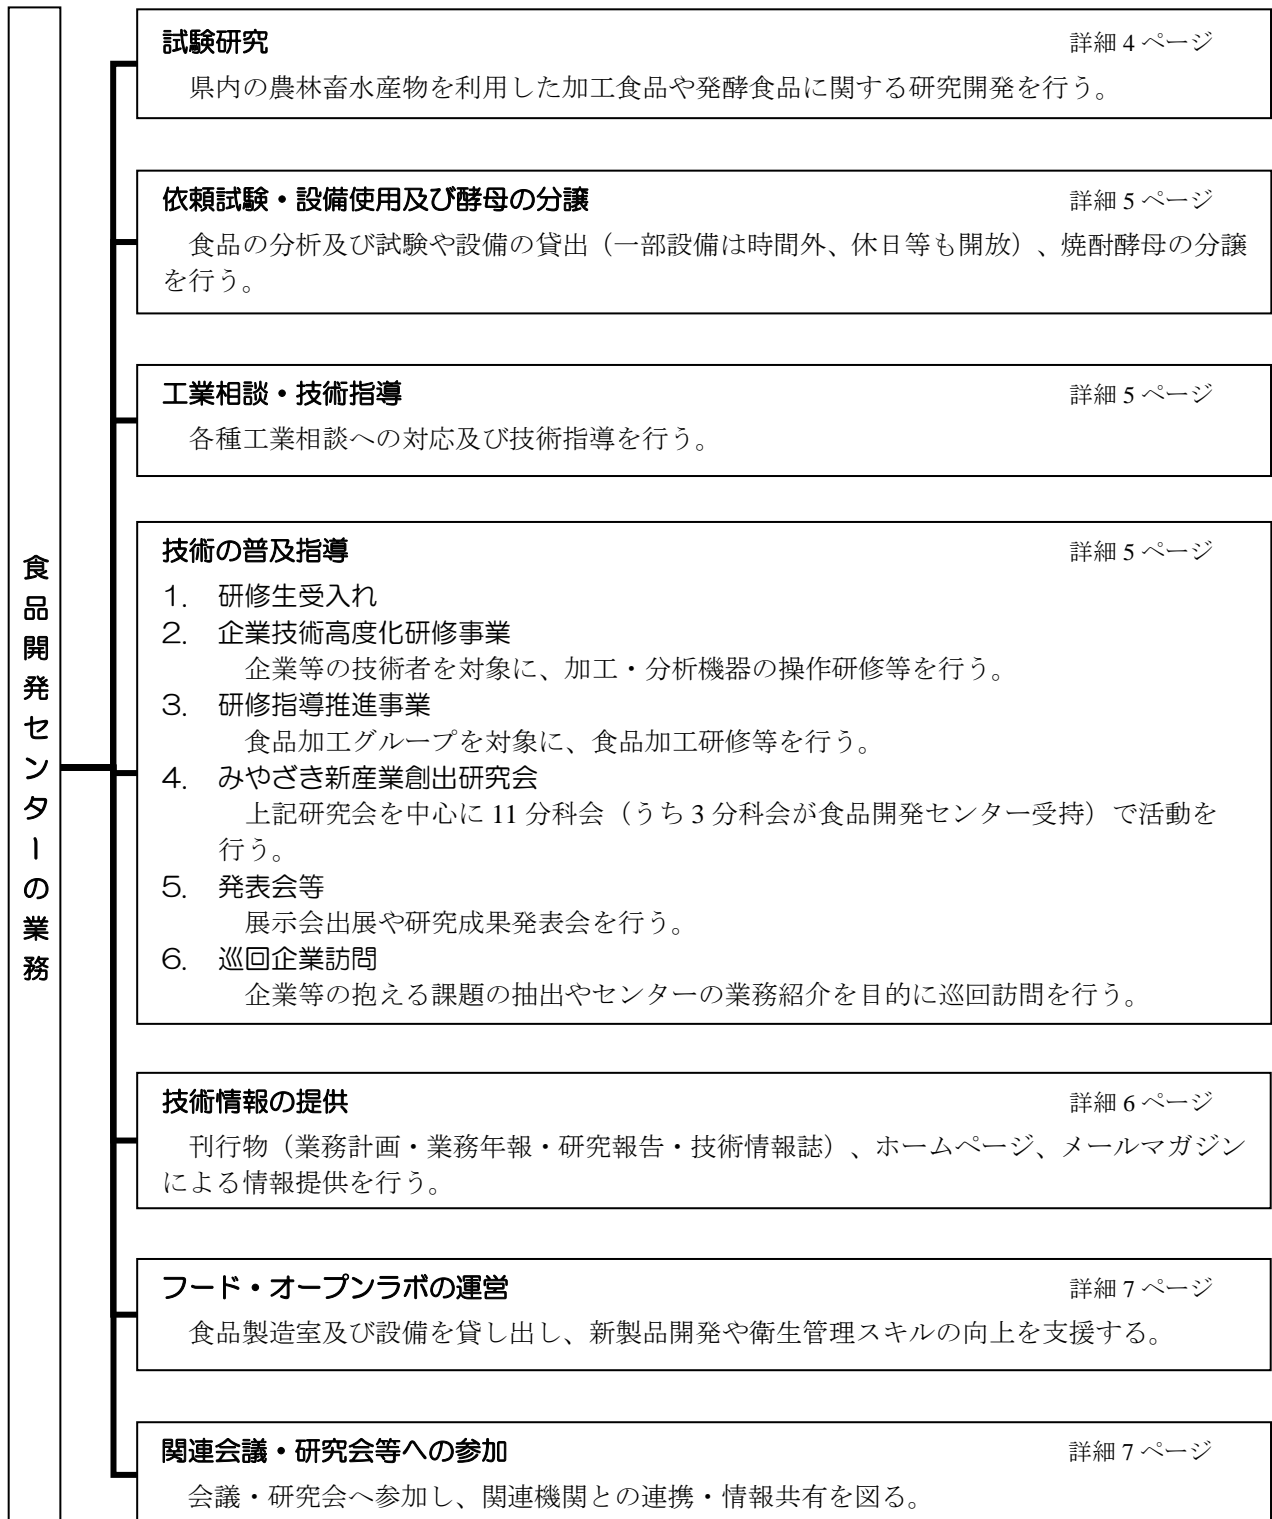 食品開発センターの業務
試験研究 詳細 4 ページ
県内の農林畜水産物を利用した加工食品や発酵食品に関する研究開発を行う。
依頼試験・設備使用及び酵母の分譲 詳細 5 ページ
食品の分析及び試験や設備の貸出（一部設備は時間外、休日等も開放）、焼酎酵母の分譲
を行う。
工業相談・技術指導 詳細 5 ページ
各種工業相談への対応及び技術指導を行う。
技術の普及指導 詳細 5 ページ
1． 研修生受入れ
2． 企業技術高度化研修事業
企業等の技術者を対象に、加工・分析機器の操作研修等を行う。
3． 研修指導推進事業
食品加工グループを対象に、食品加工研修等を行う。
4． みやざき新産業創出研究会
上記研究会を中心に 11 分科会（うち 3 分科会が食品開発センター受持）で活動を
行う。
5． 発表会等
展示会出展や研究成果発表会を行う。
6． 巡回企業訪問
企業等の抱える課題の抽出やセンターの業務紹介を目的に巡回訪問を行う。
技術情報の提供 詳細 6 ページ
刊行物（業務計画・業務年報・研究報告・技術情報誌）、ホームページ、メールマガジン
による情報提供を行う。
フード・オープンラボの運営 詳細 7 ページ
食品製造室及び設備を貸し出し、新製品開発や衛生管理スキルの向上を支援する。
関連会議・研究会等への参加 詳細 7 ページ
会議・研究会へ参加し、関連機関との連携・情報共有を図る。